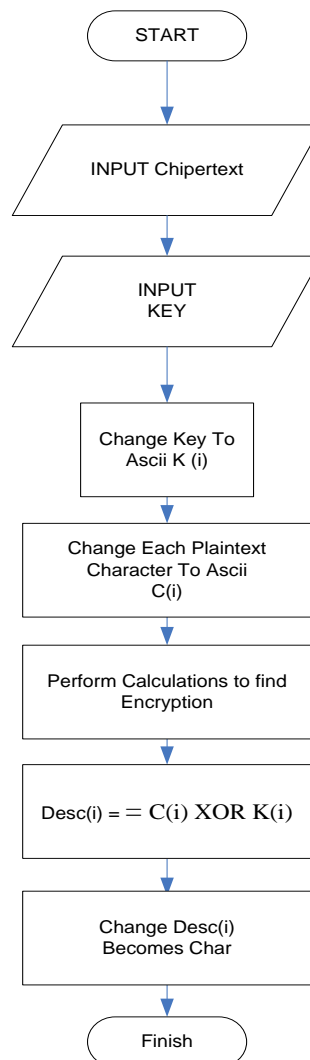 START
INPUT Chipertext
INPUT
KEY
Change Key To
Ascii K (i)
Change Each Plaintext
Character To Ascii
C(i)
Perform Calculations to find
Encryption
Desc(i) = = C(i) XOR K(i)
Change Desc(i)
Becomes Char
Finish